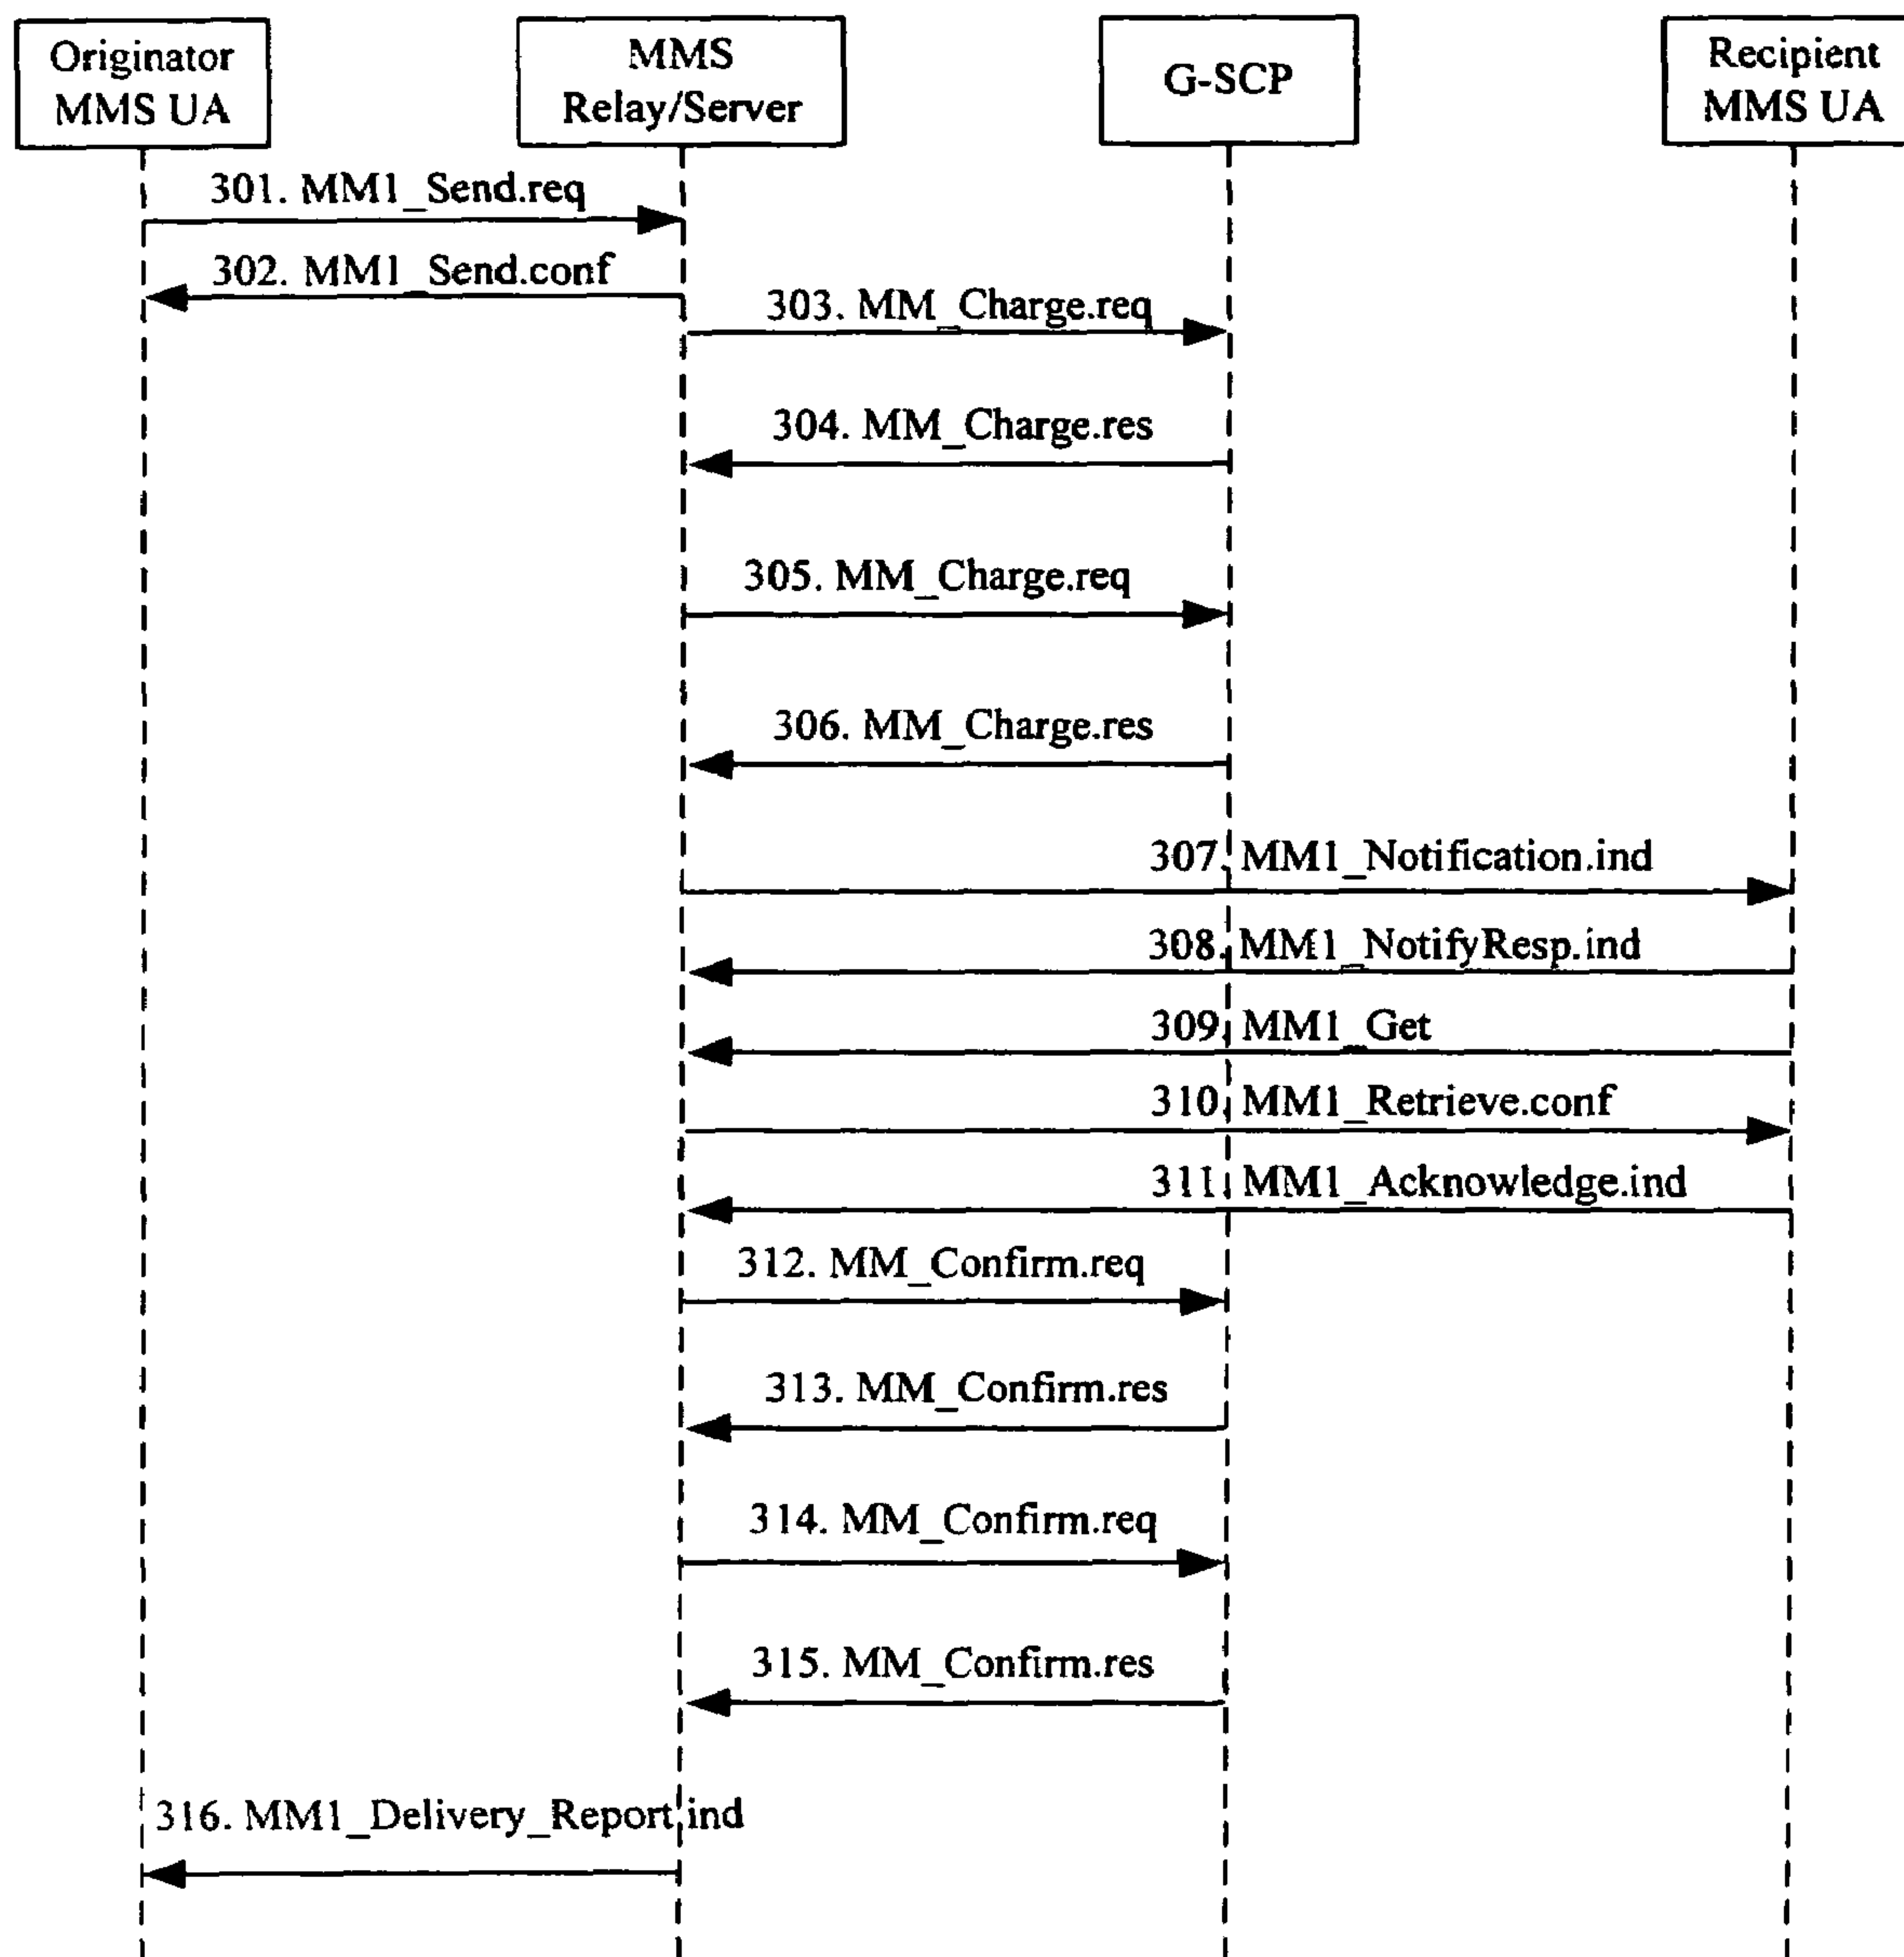 Originator
MMS UA
MMS
Relay/Server
G-SCP
Recipient
MMS UA
301. MM1_Send.req
302. MM1_Send.conf
303. MM_Charge.req
304. MM_Charge.res
305. MM_Charge.req
306. MM_Charge.res
307. MM1_Notification.ind
308. MM1_NotifyResp.ind
309. MM1_Get
310. MM1_Retrieve.conf
311. MM1_Acknowledge.ind
312. MM_Confirm.req
313. MM_Confirm.res
314. MM_Confirm.req
315. MM_Confirm.res
316. MM1_Delivery_Report.ind